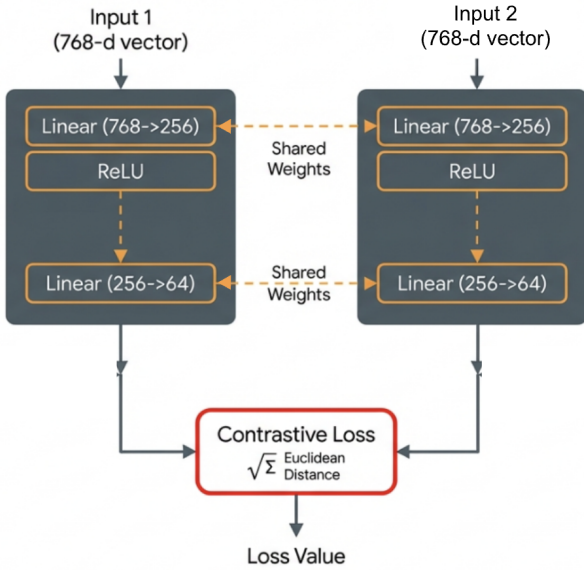 Input 1
(768-d vector)
Input 2
(768-d vector)
Linear (768->256)
ReLU
Linear (256->64)
Shared
Weights
Shared
Weights
Linear (768->256)
ReLU
Linear (256->64)
Contrastive Loss
√Σ Euclidean
Distance
Loss Value